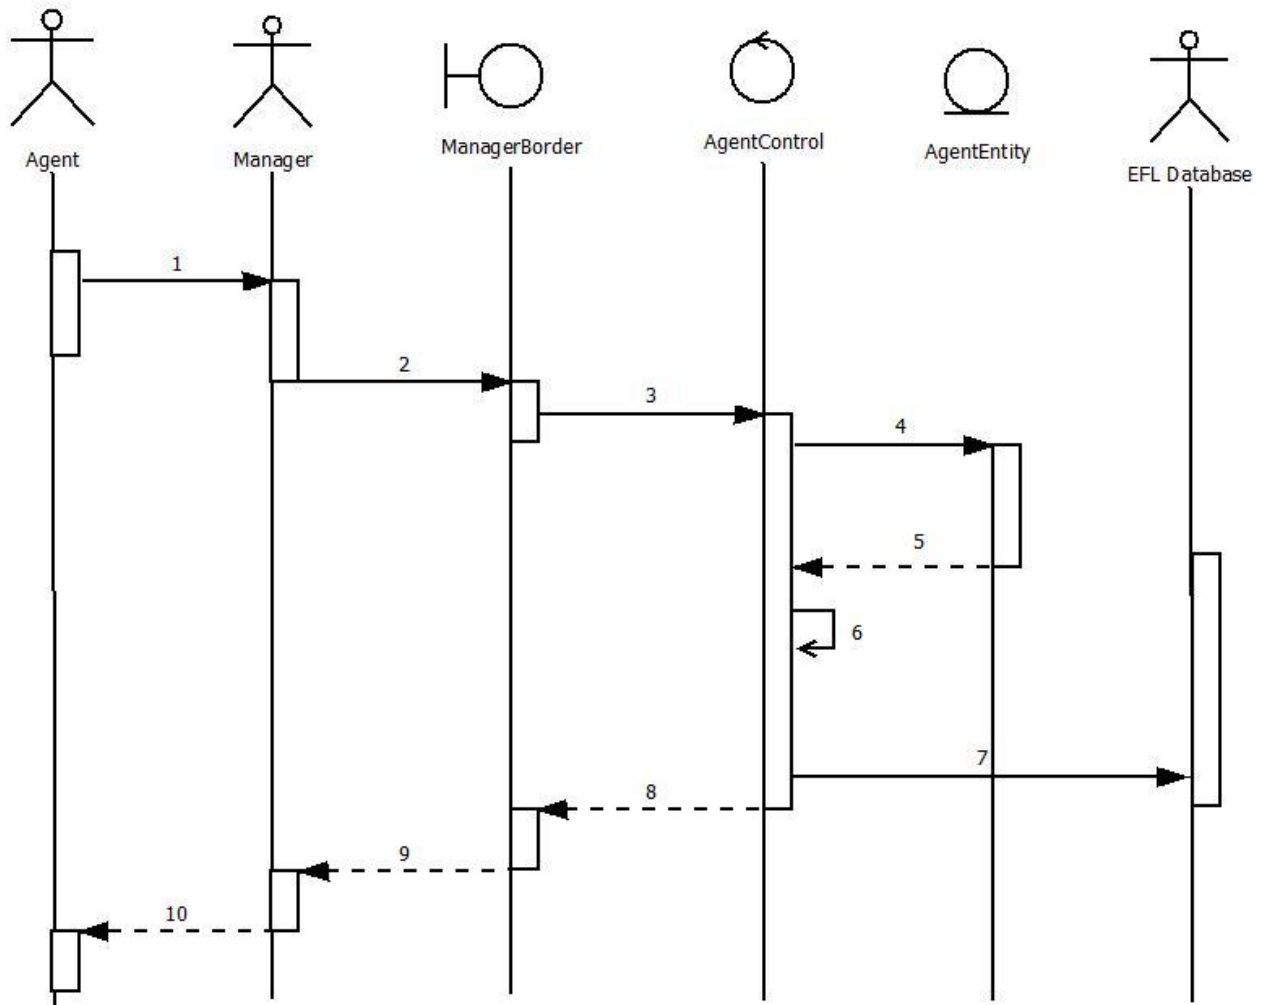 Agent
Manager
ManagerBorder
AgentControl
AgentEntity
EFL Database
1
2
3
4
5
6
7
8
9
10